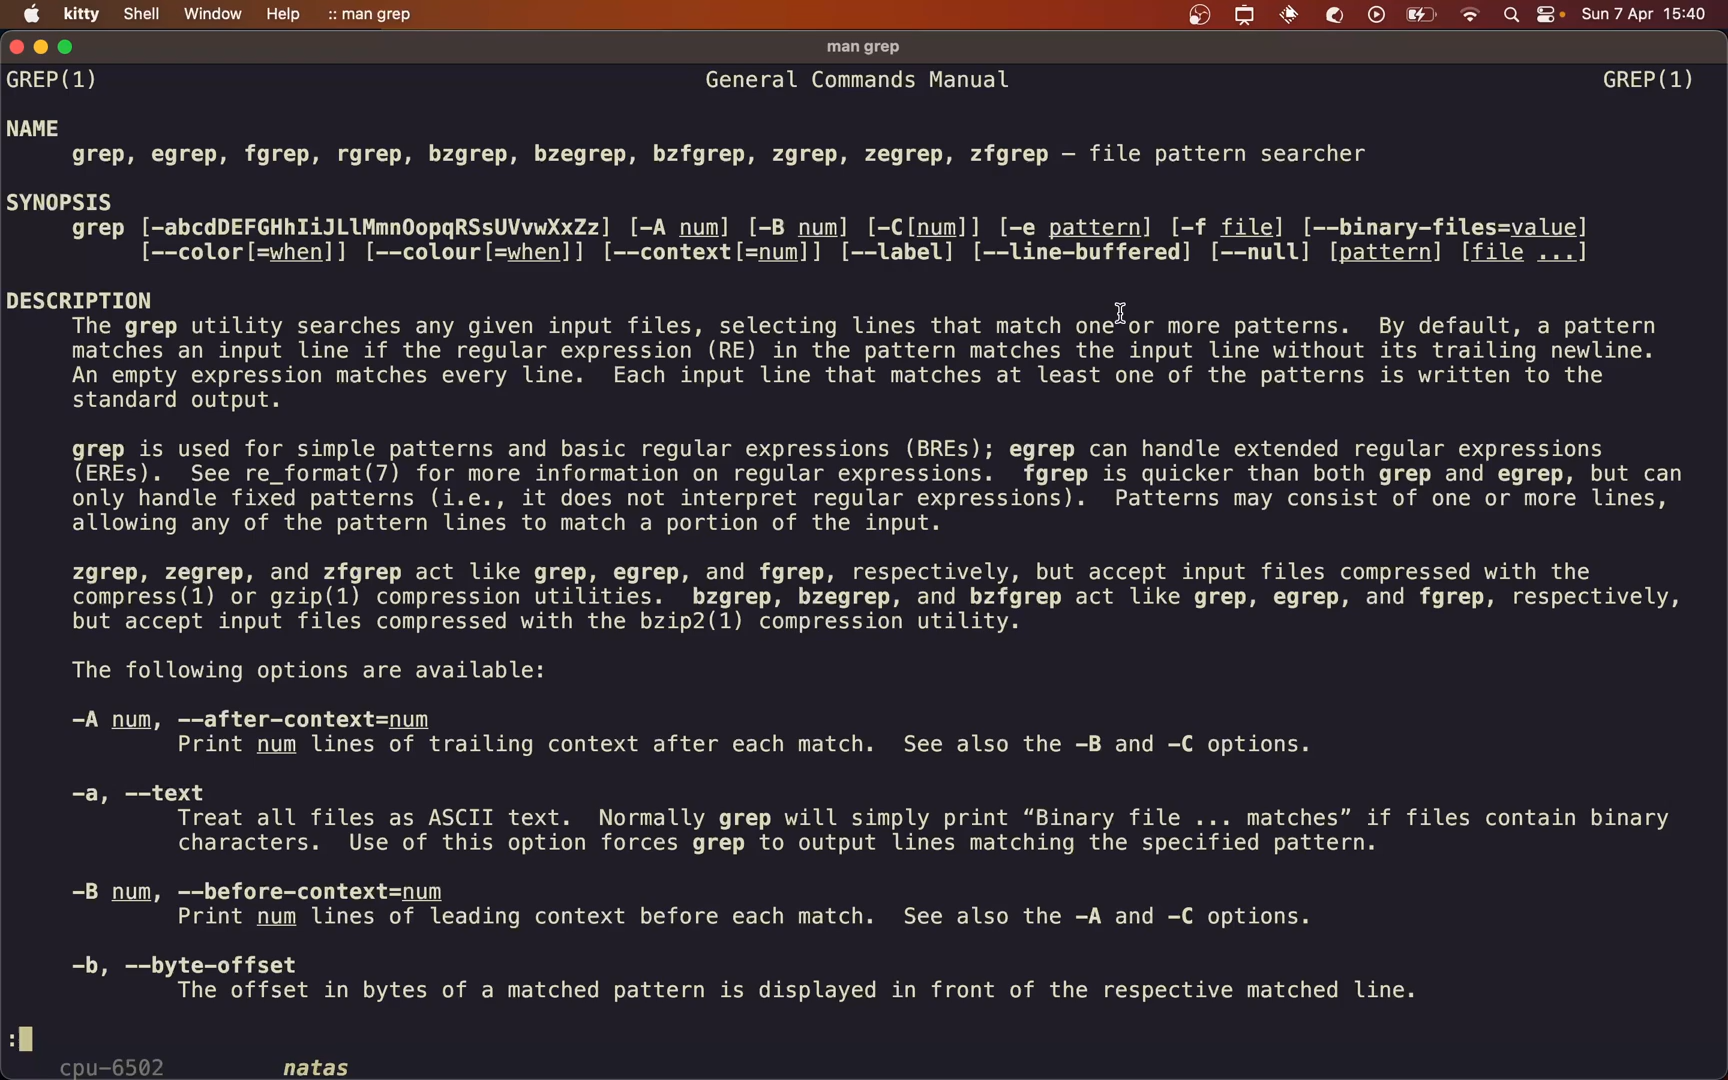 kitty Shell Window Help :: man grep Sun 7 Apr 15:40
man grep
GREP(1) General Commands Manual GREP(1)
NAME
grep, egrep, fgrep, rgrep, bzgrep, bzegrep, bzfgrep, zgrep, zegrep, zfgrep – file pattern searcher
SYNOPSIS
grep [-abcdDEFGHhIiJLlMmnOopqRSsUVvwXxZz] [-A num] [-B num] [-C[num]] [-e pattern] [-f file] [--binary-files=value]
[--color[=when]] [--colour[=when]] [--context[=num]] [--label] [--line-buffered] [--null] [pattern] [file ...]
DESCRIPTION
The grep utility searches any given input files, selecting lines that match one or more patterns.  By default, a pattern
matches an input line if the regular expression (RE) in the pattern matches the input line without its trailing newline.
An empty expression matches every line.  Each input line that matches at least one of the patterns is written to the
standard output.
grep is used for simple patterns and basic regular expressions (BREs); egrep can handle extended regular expressions
(EREs).  See re_format(7) for more information on regular expressions.  fgrep is quicker than both grep and egrep, but can
only handle fixed patterns (i.e., it does not interpret regular expressions).  Patterns may consist of one or more lines,
allowing any of the pattern lines to match a portion of the input.
zgrep, zegrep, and zfgrep act like grep, egrep, and fgrep, respectively, but accept input files compressed with the
compress(1) or gzip(1) compression utilities.  bzgrep, bzegrep, and bzfgrep act like grep, egrep, and fgrep, respectively,
but accept input files compressed with the bzip2(1) compression utility.
The following options are available:
-A num, --after-context=num
Print num lines of trailing context after each match.  See also the -B and -C options.
-a, --text
Treat all files as ASCII text.  Normally grep will simply print “Binary file ... matches” if files contain binary
characters.  Use of this option forces grep to output lines matching the specified pattern.
-B num, --before-context=num
Print num lines of leading context before each match.  See also the -A and -C options.
-b, --byte-offset
The offset in bytes of a matched pattern is displayed in front of the respective matched line.
:
cpu-6502 natas